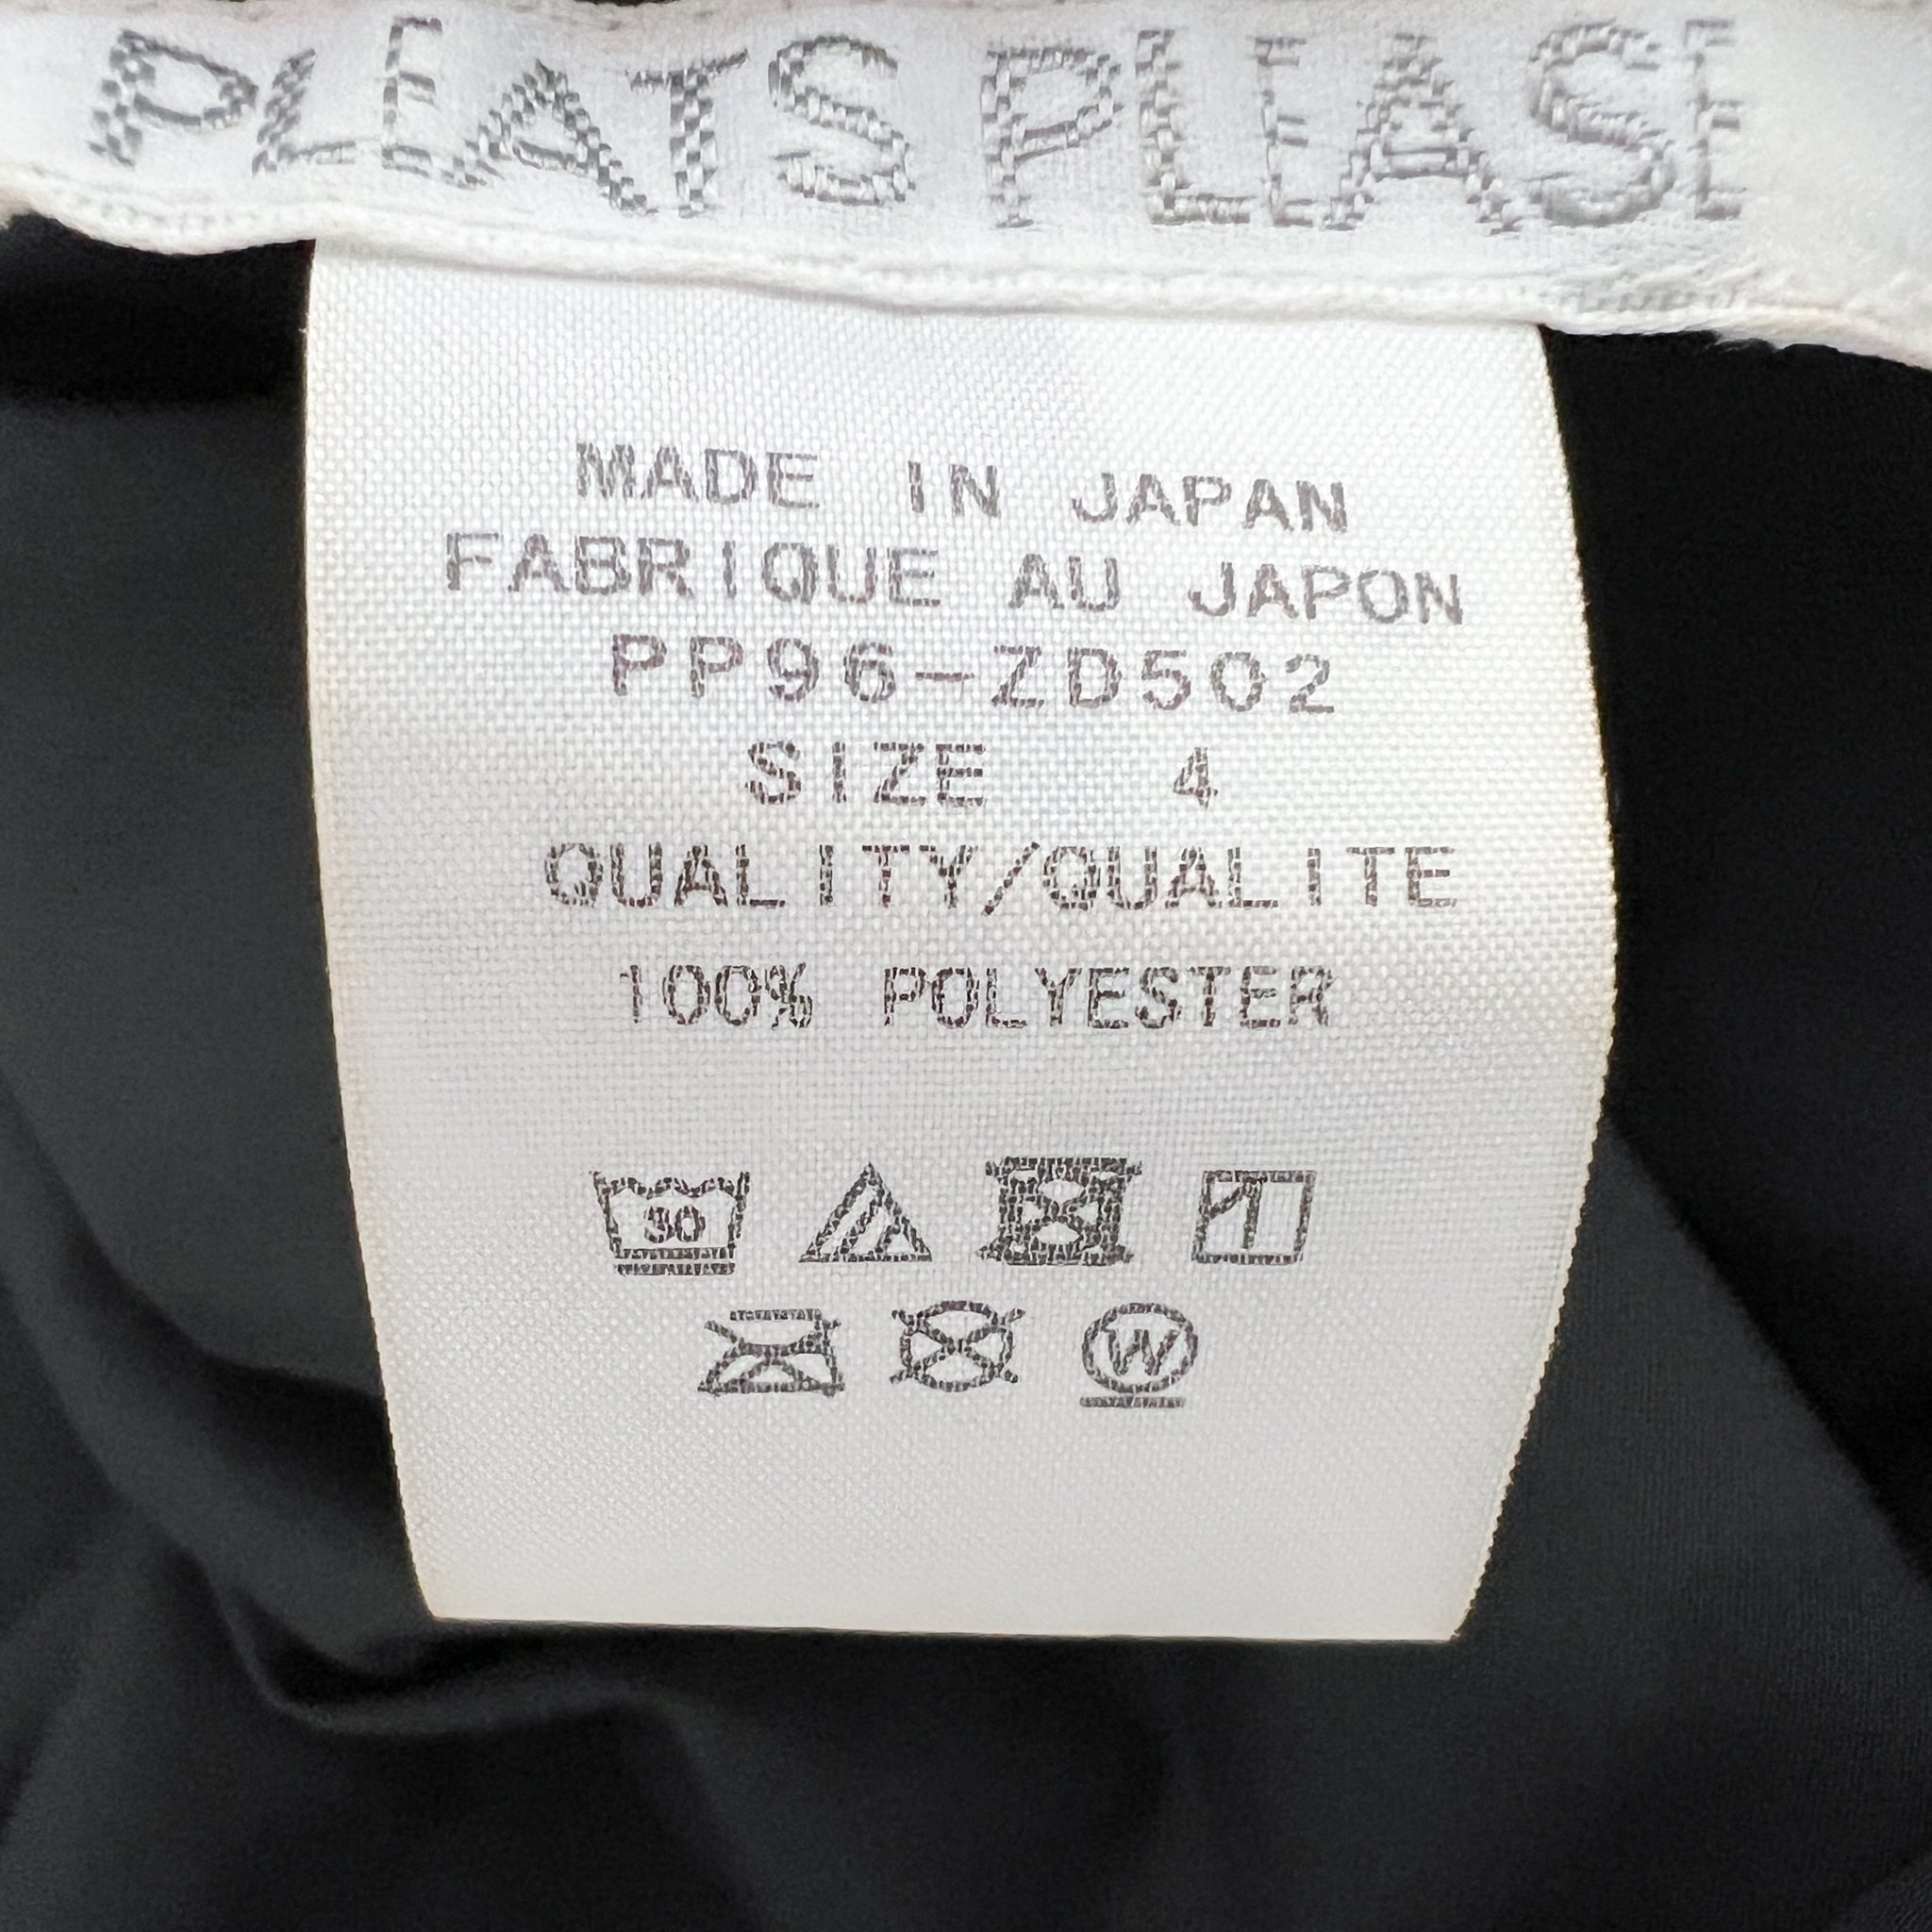 PLEATS PLEASE
MADE IN JAPAN
FABRIQUE AU JAPON
PP96-ZD502
SIZE 4
QUALITY/QUALITE
100% POLYESTER
30
W